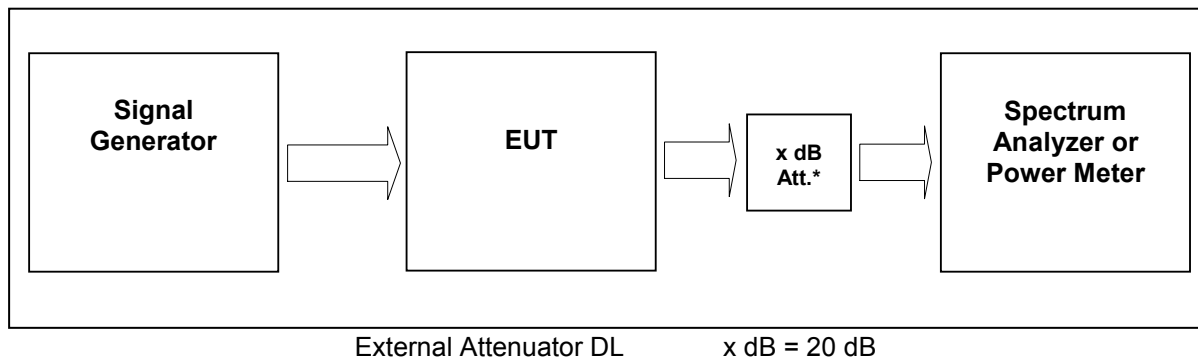 Signal
Generator
EUT
x dB
Att.*
Spectrum
Analyzer or
Power Meter
External Attenuator DL x dB = 20 dB